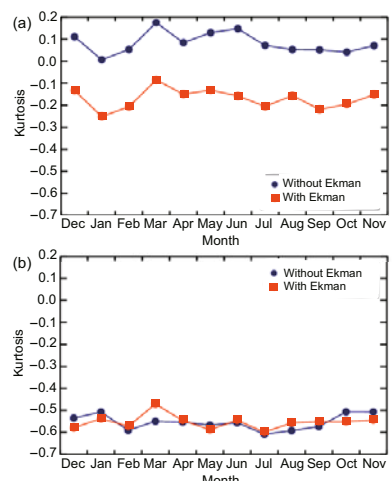 (a)
0.2
0.1
0.0
−0.1
−0.2
−0.3
−0.4
−0.5
−0.6
−0.7
Kurtosis
Without Ekman
With Ekman
Dec Jan Feb Mar Apr May Jun Jul Aug Sep Oct Nov
Month
(b)
0.2
0.1
0.0
−0.1
−0.2
−0.3
−0.4
−0.5
−0.6
−0.7
Kurtosis
Without Ekman
With Ekman
Dec Jan Feb Mar Apr May Jun Jul Aug Sep Oct Nov
Month